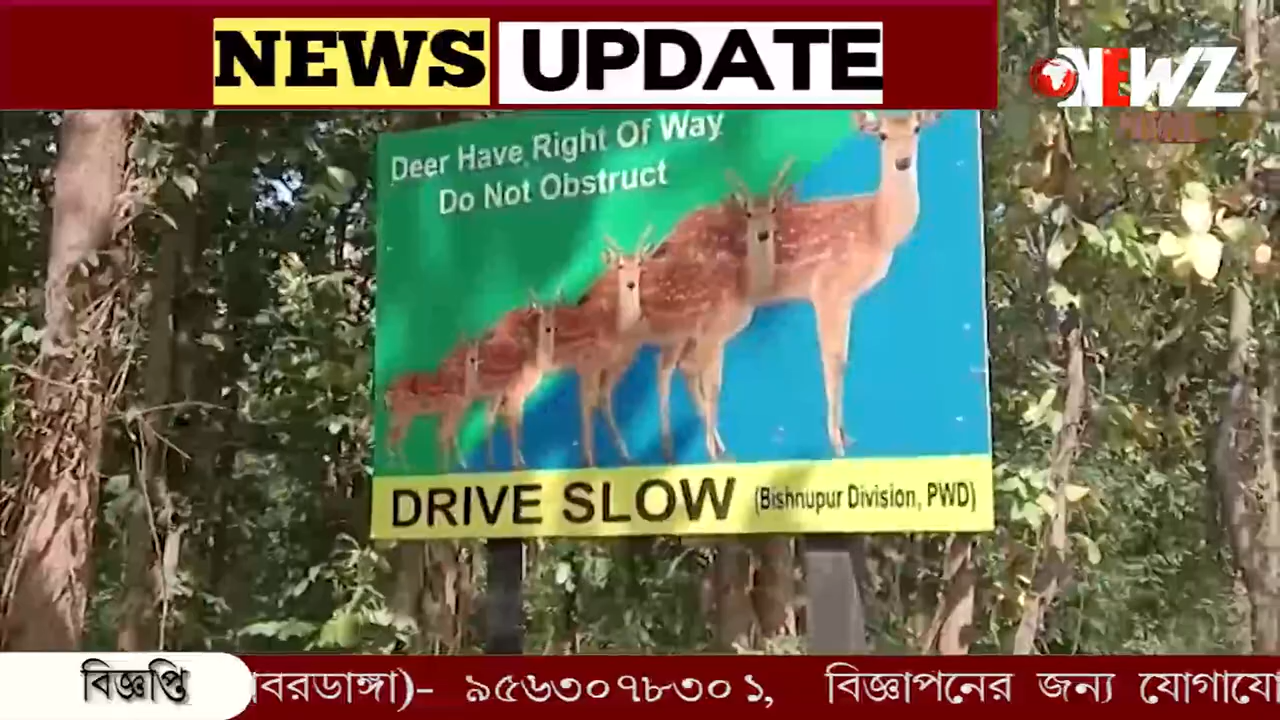 NEWS UPDATE
NEWZ
Deer Have Right Of Way
Do Not Obstruct
DRIVE SLOW (Bishnupur Division, PWD)
বিজ্ঞপ্তি
বরডাঙ্গা)- ৯৫৬৩০৭৮৩০১, বিজ্ঞাপনের জন্য যোগাযো